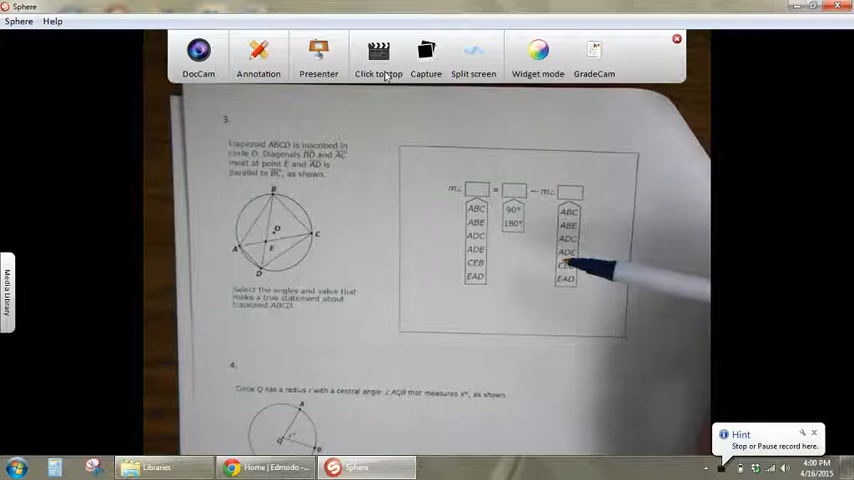 Sphere
Sphere Help
DocCam
Annotation
Presenter
Click to stop
Capture
Split screen
Widget mode
GradeCam
3.
Trapezoid ABCD is inscribed in
circle O. Diagonals BD and AC
meet at point E and AD is
parallel to BC, as shown.
B
O
C
A
E
D
Select the angles and value that
make a true statement about
trapezoid ABCD.
m∠ = − m∠
ABC 90° ABC
ABE 180° ABE
ADC ADC
ADE ADE
CEB CEB
EAD EAD
4.
Circle Q has a radius r with a central angle ∠ AQB that measures x°, as shown.
A
Q x°
B
Media Library
Hint
Stop or Pause record here.
Libraries
Home | Edmodo - ...
Sphere
4:00 PM
4/16/2015